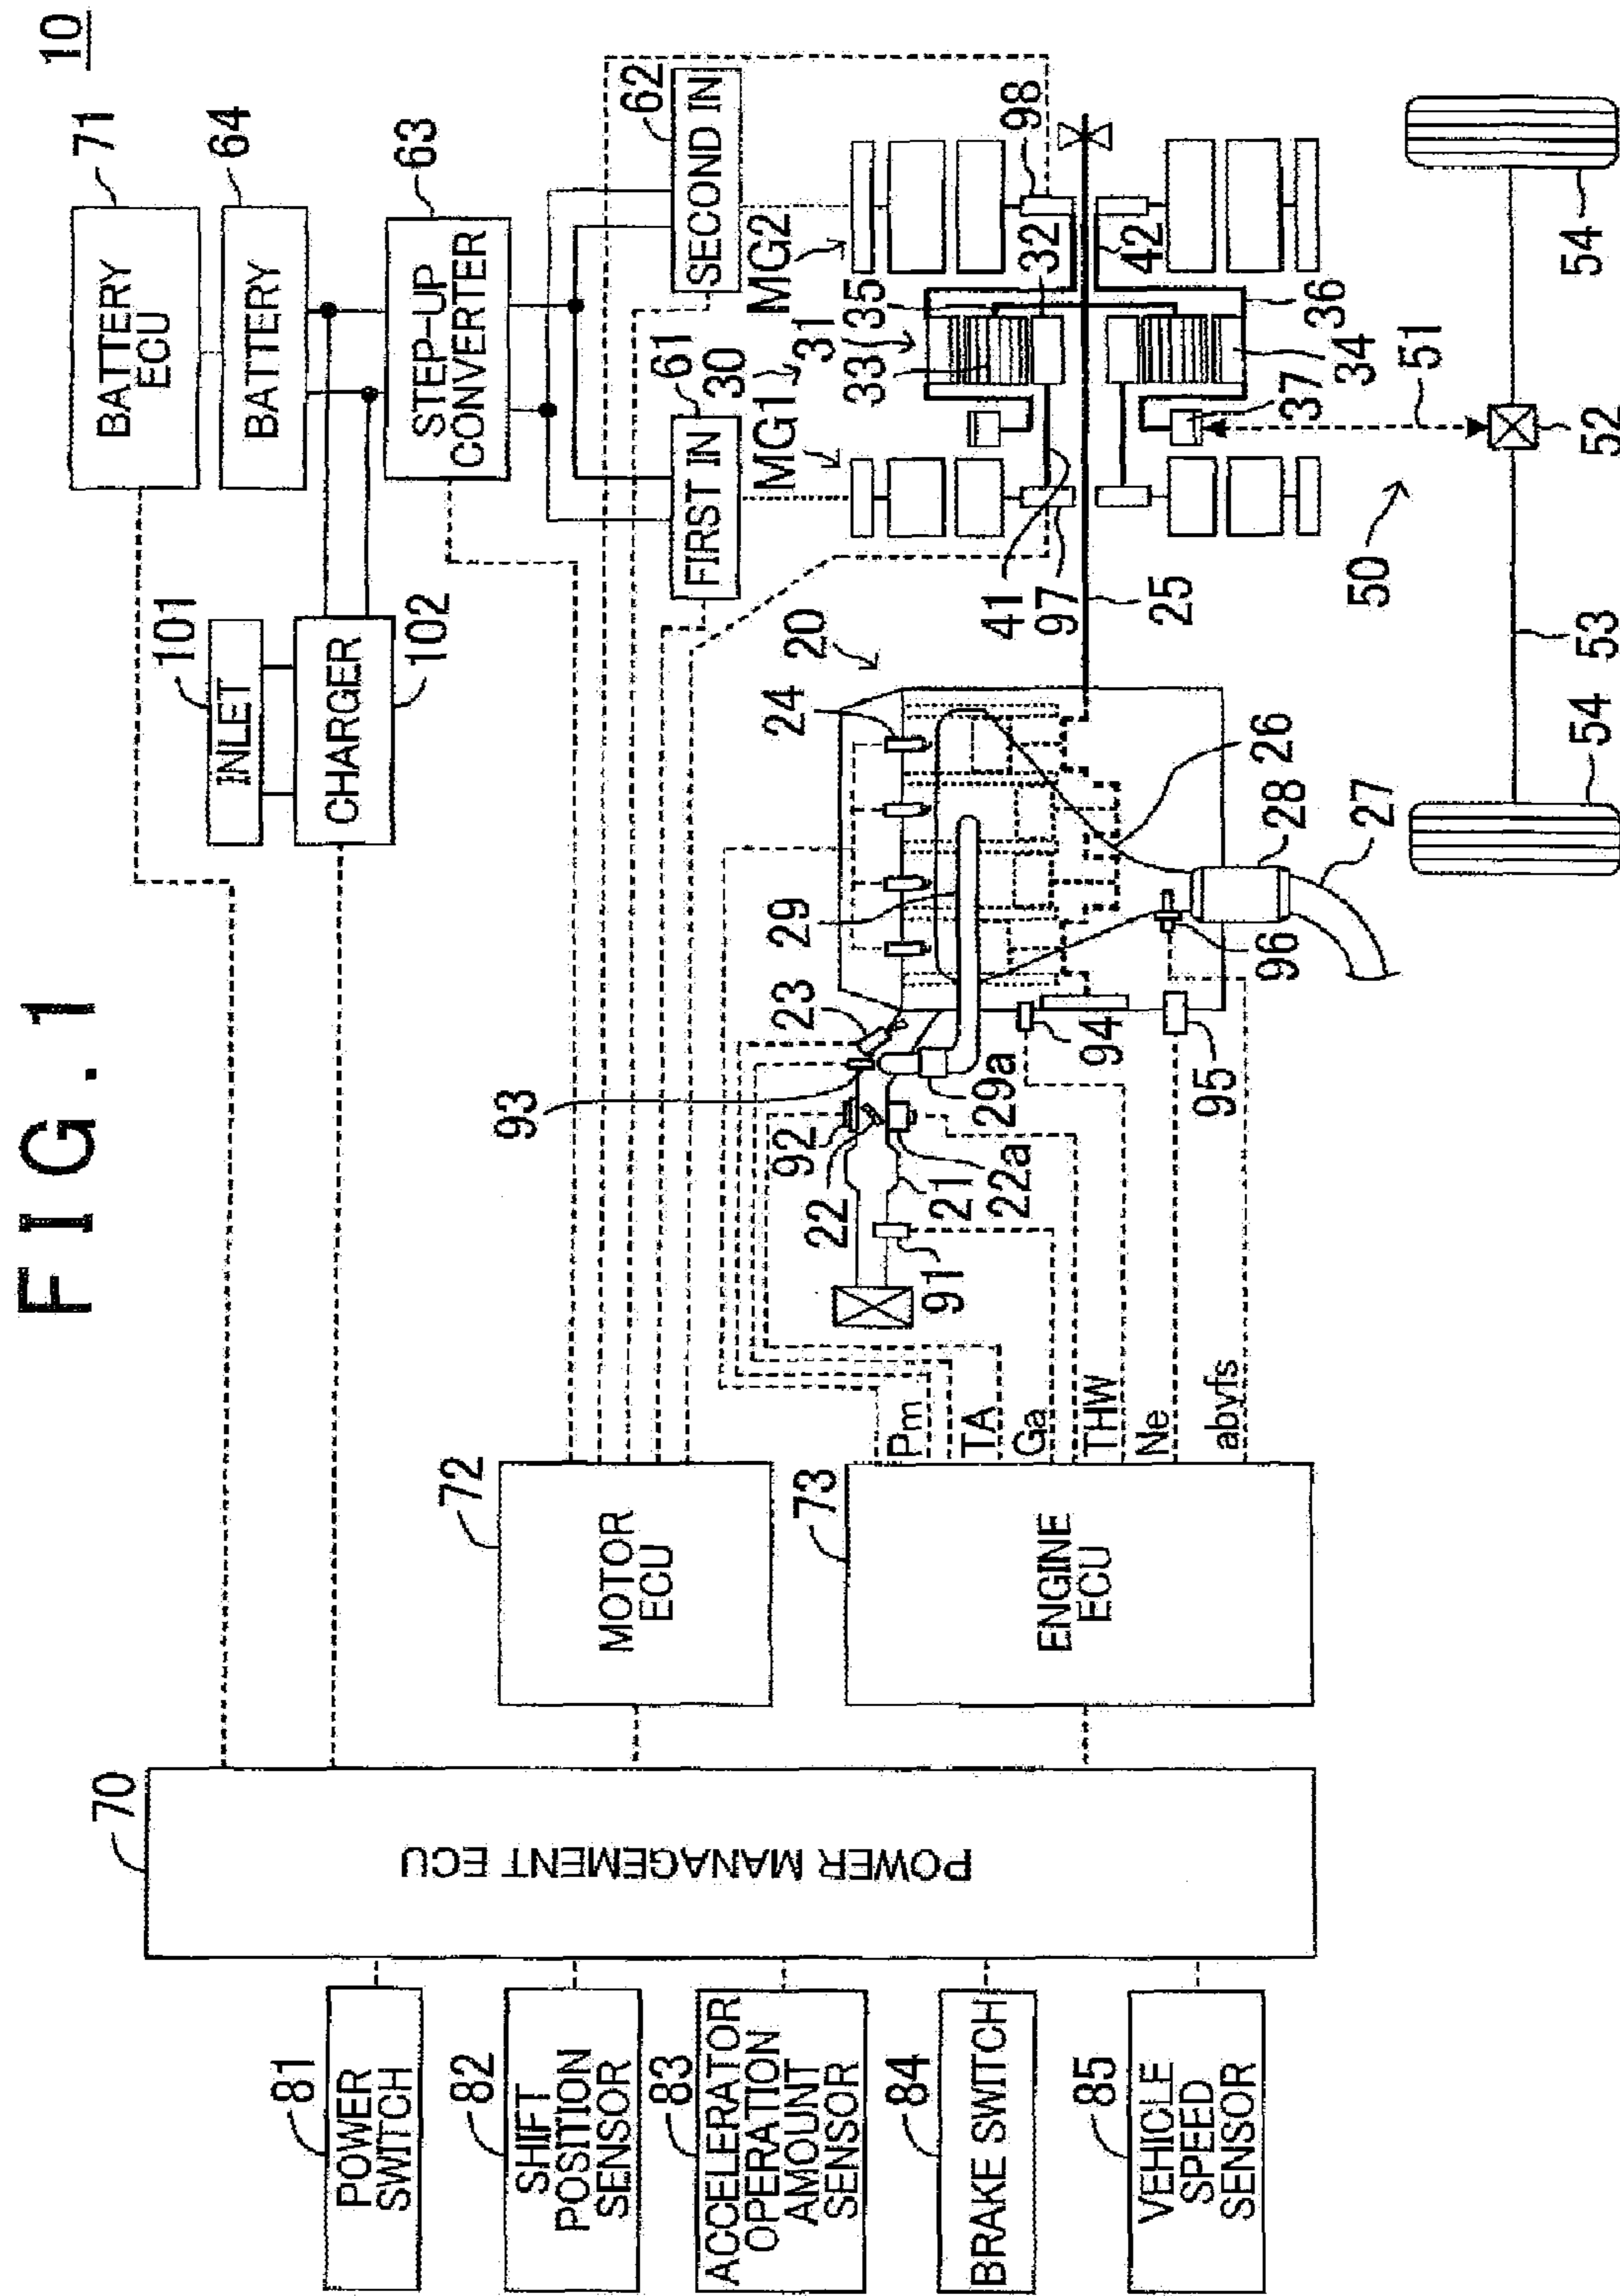 FIG. 1
10
71
BATTERY
ECU
64
BATTERY
63
STEP-UP
CONVERTER
101
INLET
CHARGER
102
62
SECOND IN
61
FIRST IN
MG2
MG1
30
31
33
35
32
98
42
36
34
37
51
50
52
53
54
54
41
97
25
20
24
26
28
27
29
29a
23
93
92
22
22a
21
91
94
95
96
Pm
TA
Ga
THW
Ne
abyfs
72
MOTOR
ECU
73
ENGINE
ECU
70
POWER MANAGEMENT ECU
81
POWER
SWITCH
82
SHIFT
POSITION
SENSOR
83
ACCELERATOR
OPERATION
AMOUNT
SENSOR
84
BRAKE SWITCH
85
VEHICLE
SPEED
SENSOR